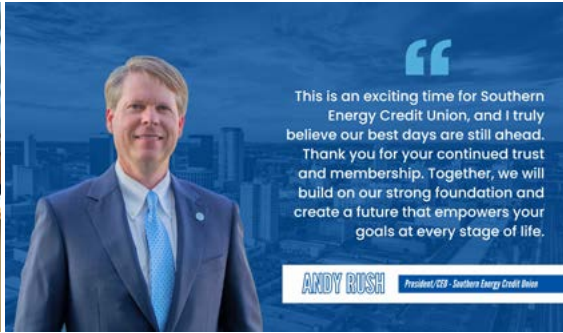 “
This is an exciting time for Southern
Energy Credit Union, and I truly
believe our best days are still ahead.
Thank you for your continued trust
and membership. Together, we will
build on our strong foundation and
create a future that empowers your
goals at every stage of life.
ANDY RUSH President/CEO - Southern Energy Credit Union